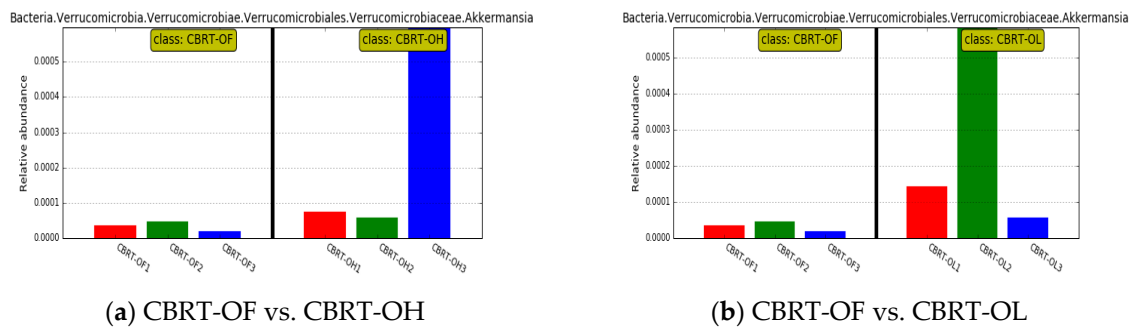 Bacteria.Verrucomicrobia.Verrucomicrobiae.Verrucomicrobiales.Verrucomicrobiaceae.Akkermansia
class: CBRT-OF
class: CBRT-OH
Relative abundance
0.0005
0.0004
0.0003
0.0002
0.0001
0.0000
CBRT-OF1
CBRT-OF2
CBRT-OF3
CBRT-OH1
CBRT-OH2
CBRT-OH3
(a) CBRT-OF vs. CBRT-OH
Bacteria.Verrucomicrobia.Verrucomicrobiae.Verrucomicrobiales.Verrucomicrobiaceae.Akkermansia
class: CBRT-OF
class: CBRT-OL
Relative abundance
0.0005
0.0004
0.0003
0.0002
0.0001
0.0000
CBRT-OF1
CBRT-OF2
CBRT-OF3
CBRT-OL1
CBRT-OL2
CBRT-OL3
(b) CBRT-OF vs. CBRT-OL